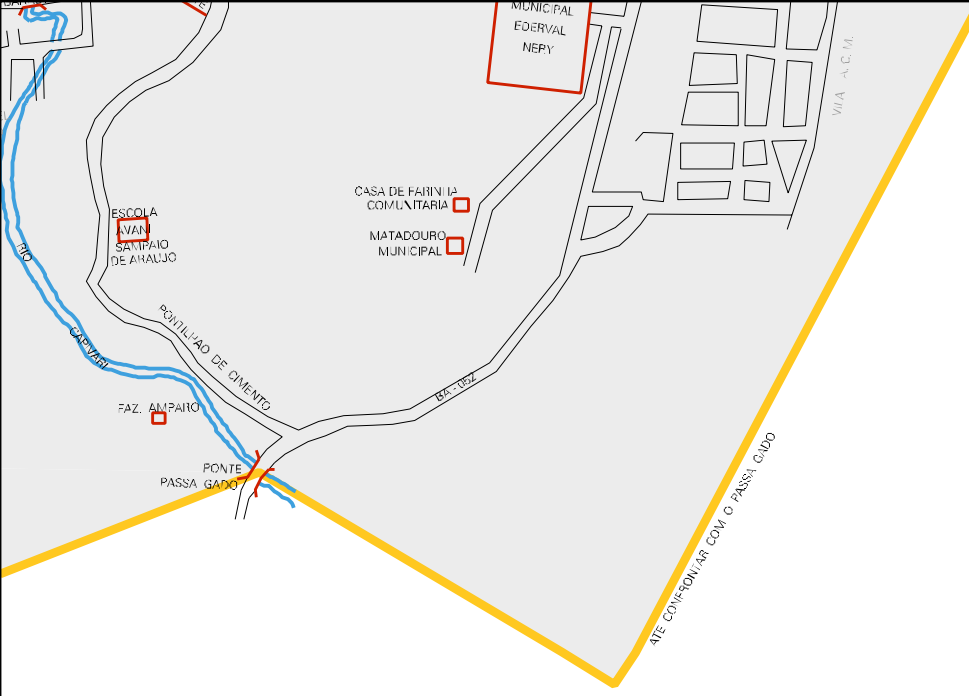 MUNICIPAL
EDERVAL
NERY
VILA A.C.M.
CASA DE FARINHA
COMUNITARIA
MATADOURO
MUNICIPAL
ESCOLA
AVANI
SAMPAIO
DE ARAUJO
RIO
CAPIVARI
PONTILHAO DE CIMENTO
BA-052
FAZ. AMPARO
PONTE
PASSA GADO
ATE CONFRONTAR COM O PASSA GADO